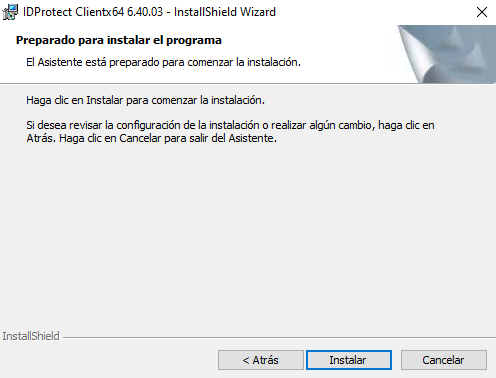 IDProtect Clientx64 6.40.03 - InstallShield Wizard
Preparado para instalar el programa
El Asistente está preparado para comenzar la instalación.
Haga clic en Instalar para comenzar la instalación.
Si desea revisar la configuración de la instalación o realizar algún cambio, haga clic en
Atrás. Haga clic en Cancelar para salir del Asistente.
InstallShield
< Atrás
Instalar
Cancelar